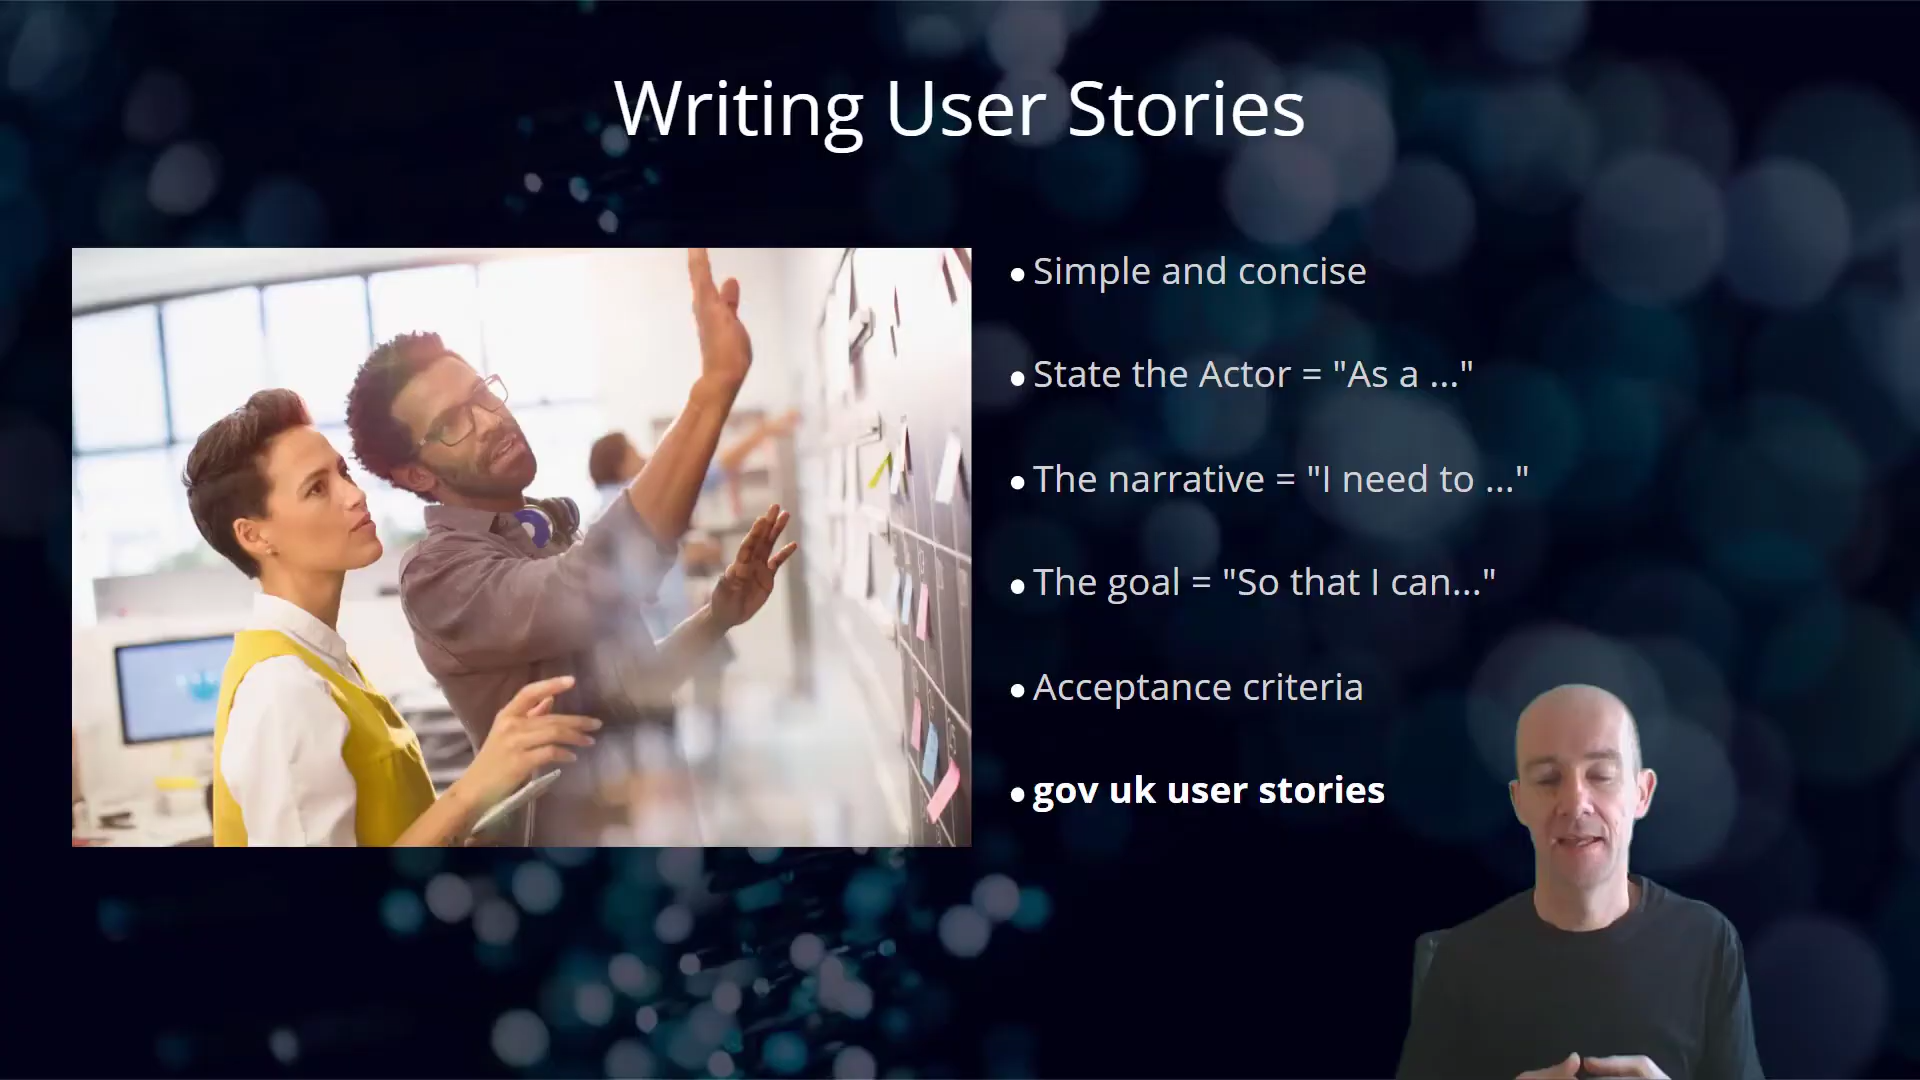 Writing User Stories
Simple and concise
State the Actor = "As a ..."
The narrative = "I need to ..."
The goal = "So that I can..."
Acceptance criteria
gov uk user stories